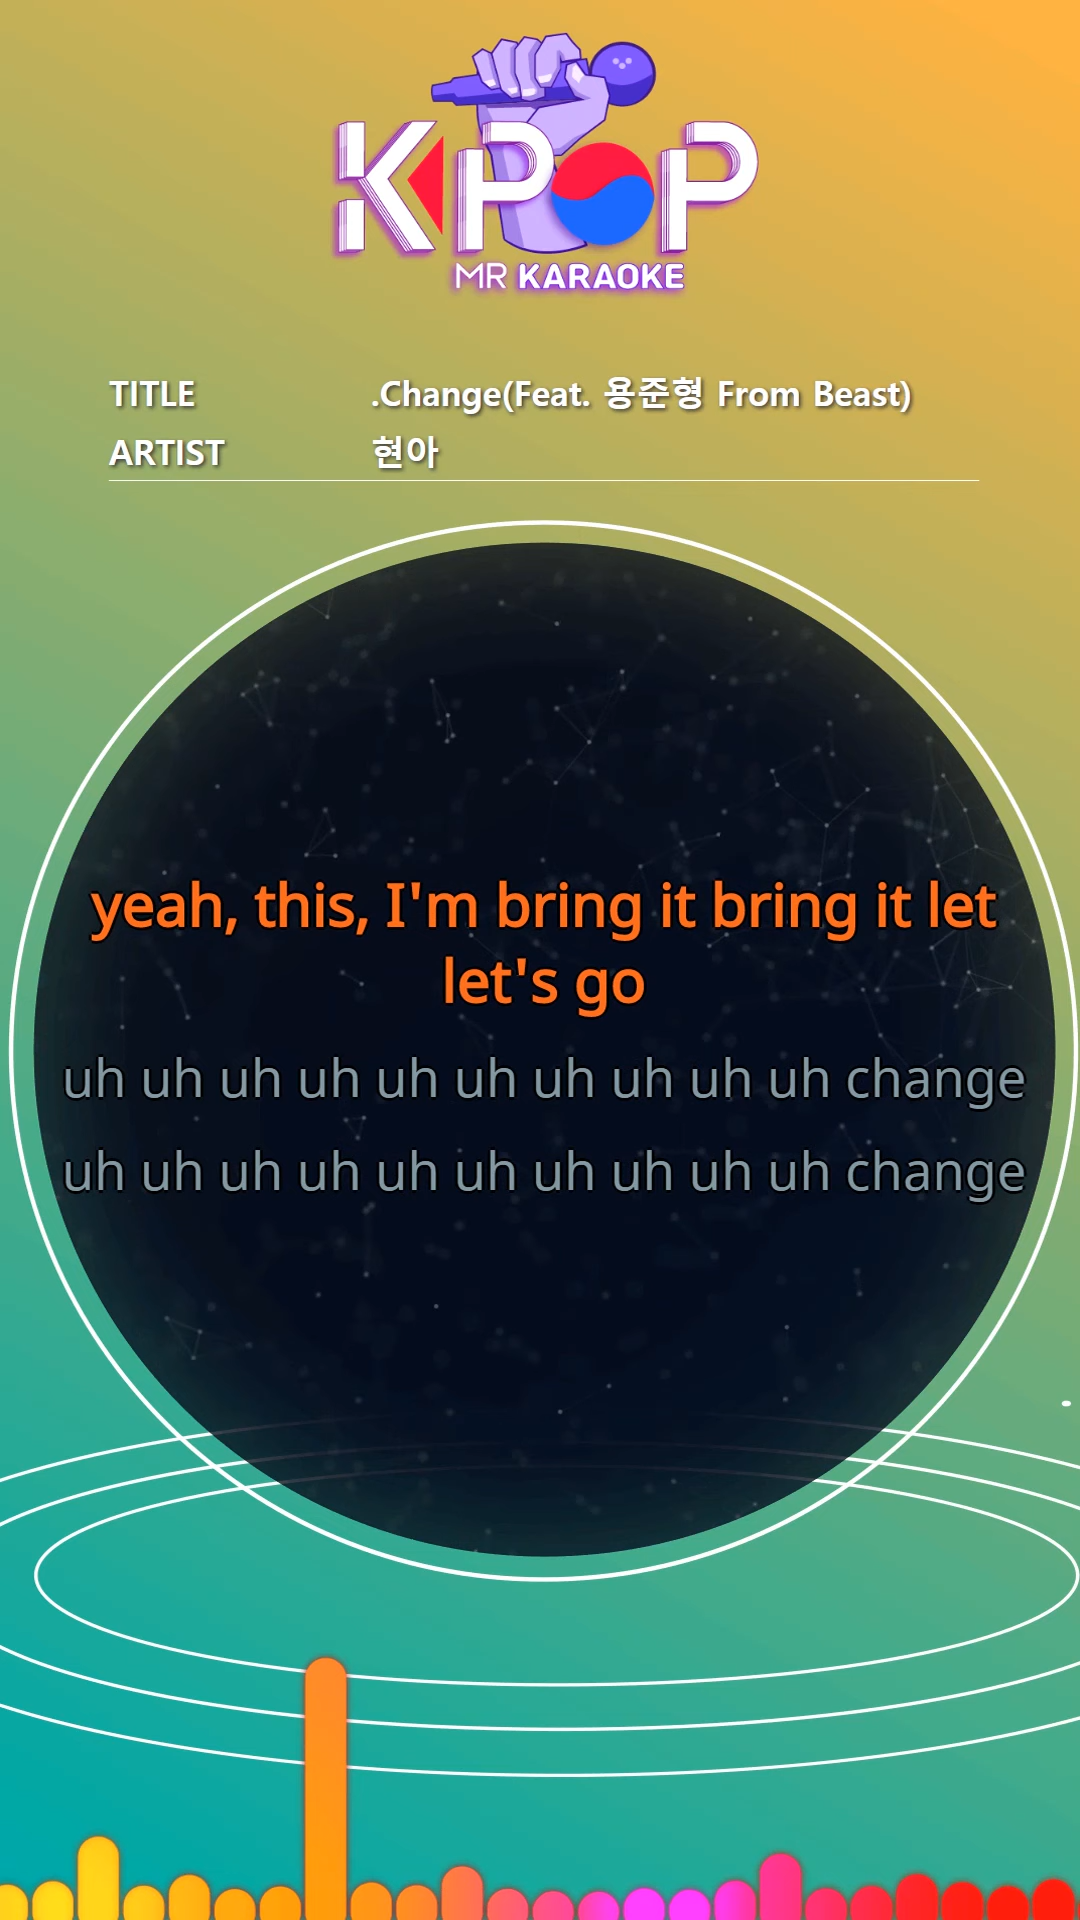 KPOP
MR KARAOKE
TITLE .Change(Feat. 용준형 From Beast)
ARTIST 현아
yeah, this, I'm bring it bring it let
let's go
uh uh uh uh uh uh uh uh uh uh change
uh uh uh uh uh uh uh uh uh uh change